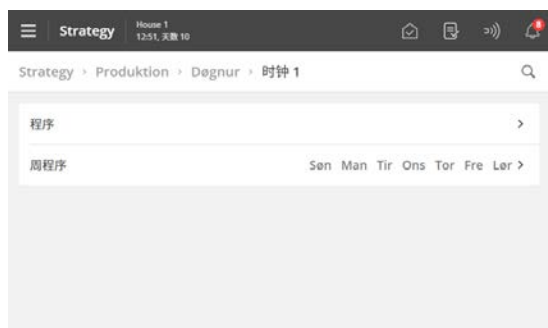 Strategy
House 1
12:51, 天数 10
Strategy > Produktion > Døgnur > 时钟 1
程序
周程序 Søn Man Tir Ons Tor Fre Lør